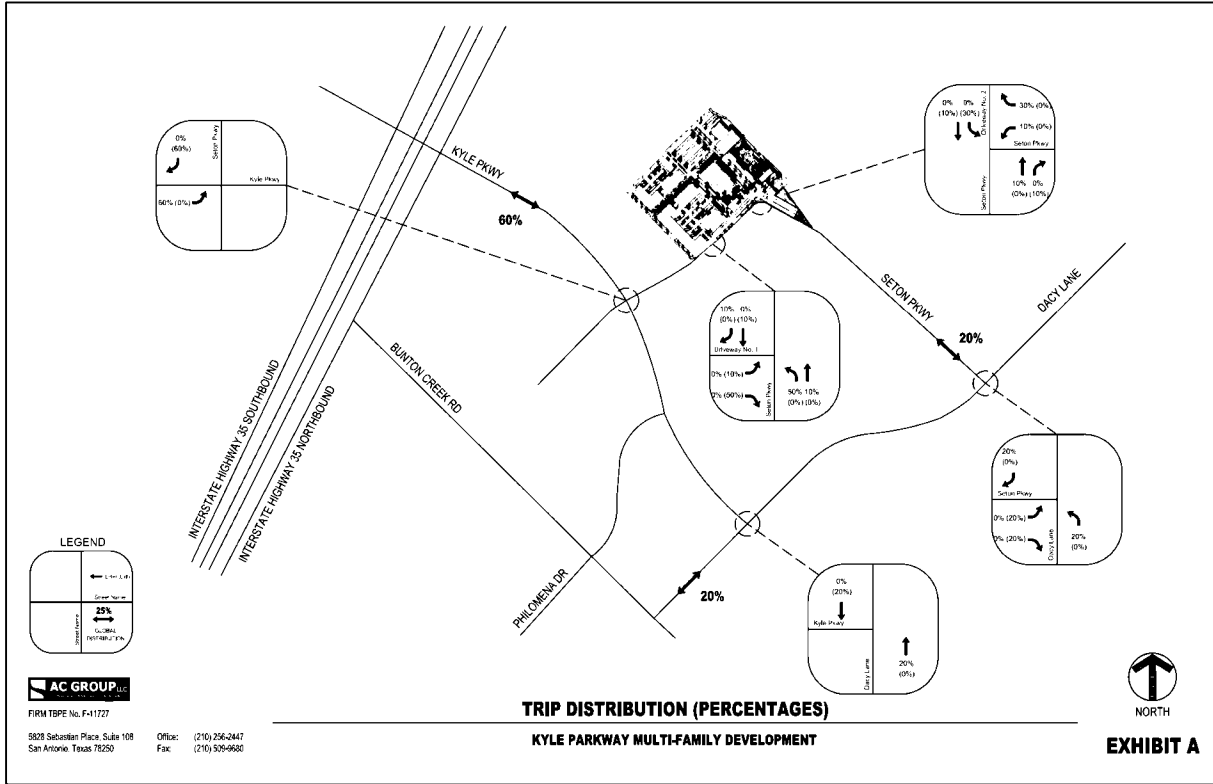 0%
(60%)
Seton Pkwy
Kyle Pkwy
60% (0%)
KYLE PKWY
60%
0% 0%
(10%) (30%)
Driveway No. 2
30% (0%)
10% (0%)
Seton Pkwy
Seton Pkwy
10% 0%
(0%) (10%)
SETON PKWY
20%
DACY LANE
10% 0%
(0%) (10%)
Driveway No. 1
0% (10%)
0% (50%)
Seton Pkwy
50% 10%
(0%) (0%)
INTERSTATE HIGHWAY 35 SOUTHBOUND
INTERSTATE HIGHWAY 35 NORTHBOUND
BUNTON CREEK RD
PHILOMENA DR
20%
20%
(0%)
Seton Pkwy
0% (20%)
0% (20%)
Dacy Lane
20%
(0%)
0%
(20%)
Kyle Pkwy
Dacy Lane
20%
(0%)
LEGEND
Street Name
Street Name
25%
GLOBAL
DISTRIBUTION
AC GROUP, LLC
FIRM TBPE No. F-11727
5828 Sebastian Place, Suite 108
San Antonio, Texas 78250
Office: (210) 256-2447
Fax: (210) 509-9680
TRIP DISTRIBUTION (PERCENTAGES)
KYLE PARKWAY MULTI-FAMILY DEVELOPMENT
NORTH
EXHIBIT A